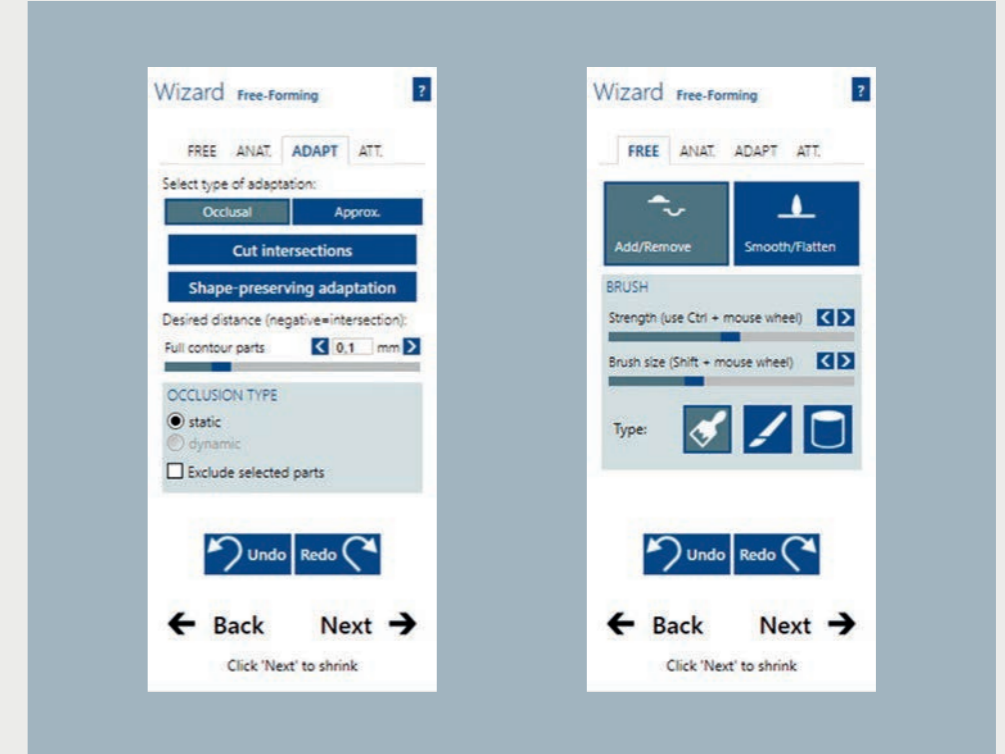 Wizard Free-Forming ?
FREE ANAT. ADAPT ATT.
Select type of adaptation:
Occlusal Approx.
Cut intersections
Shape-preserving adaptation
Desired distance (negative=intersection):
Full contour parts 0,1 mm
OCCLUSION TYPE
static
dynamic
Exclude selected parts
Undo Redo
Back Next
Click 'Next' to shrink
Wizard Free-Forming ?
FREE ANAT. ADAPT ATT.
Add/Remove Smooth/Flatten
BRUSH
Strength (use Ctrl + mouse wheel)
Brush size (Shift + mouse wheel)
Type:
Undo Redo
Back Next
Click 'Next' to shrink